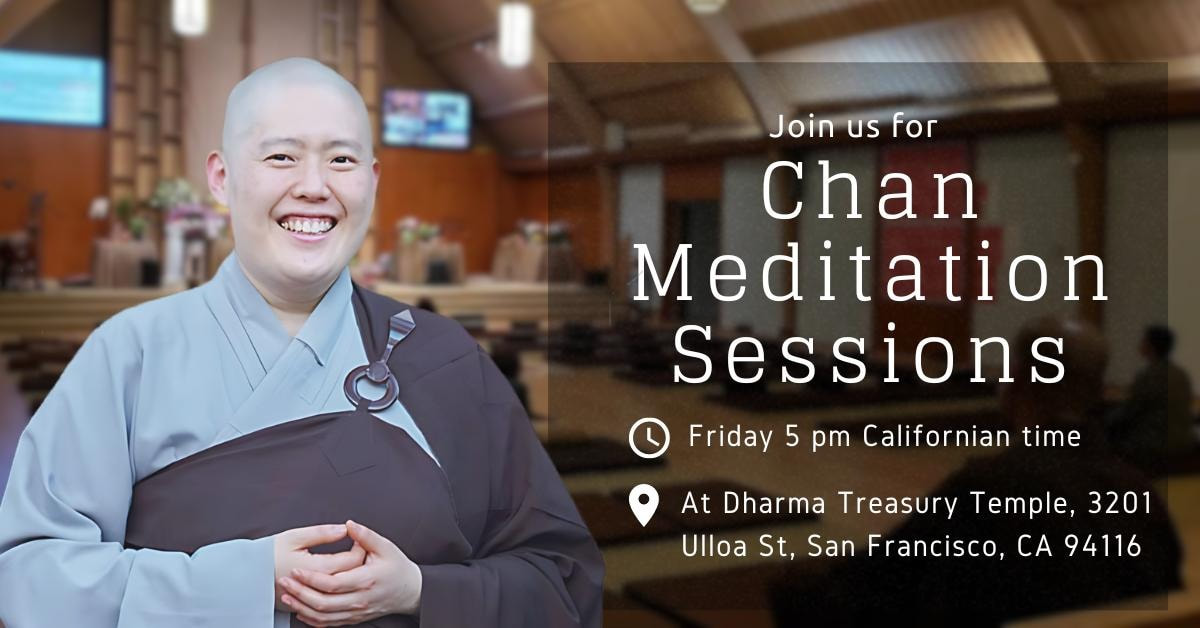 Join us for
Chan
Meditation
Sessions
Friday 5 pm Californian time
At Dharma Treasury Temple, 3201
Ulloa St, San Francisco, CA 94116